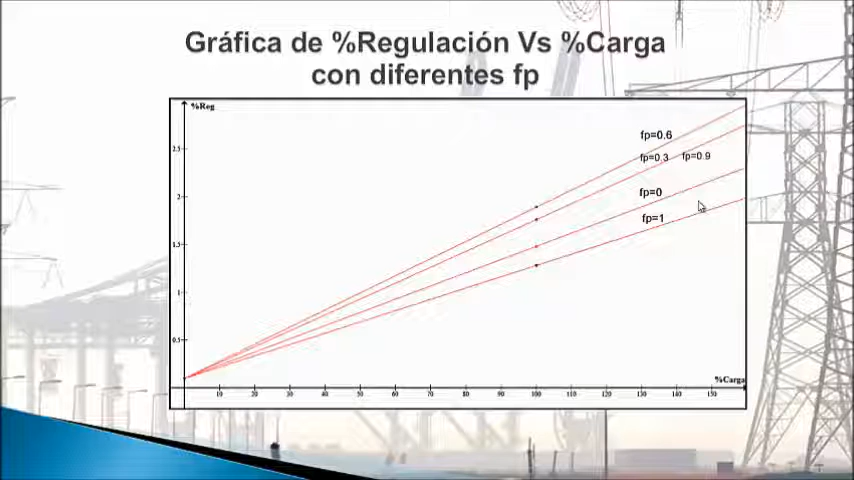 Gráfica de %Regulación Vs %Carga
con diferentes fp
%Reg
fp=0.6
2.5
fp=0.3 fp=0.9
2
fp=0
fp=1
1.5
1
0.5
%Carga
10 20 30 40 50 60 70 80 90 100 110 120 130 140 150